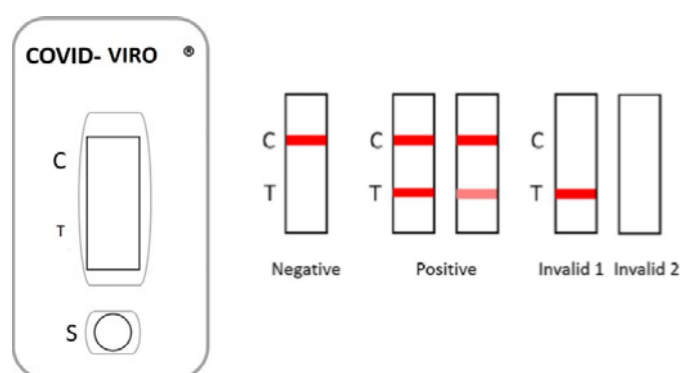 COVID- VIRO ®
C
T
S
C
T
Negative
C
T
Positive
T
C
Invalid 1 Invalid 2